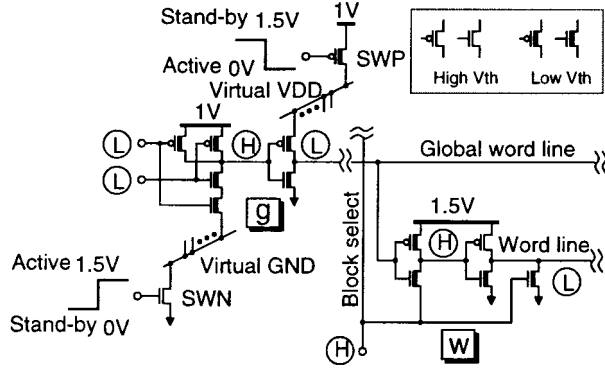 Stand-by 1.5V
1V
Active 0V
SWP
High Vth
Low Vth
Virtual VDD
1V
L
H
L
L
Global word line
g
Block select
1.5V
H
Word line
L
Active 1.5V
Virtual GND
SWN
Stand-by 0V
H
W